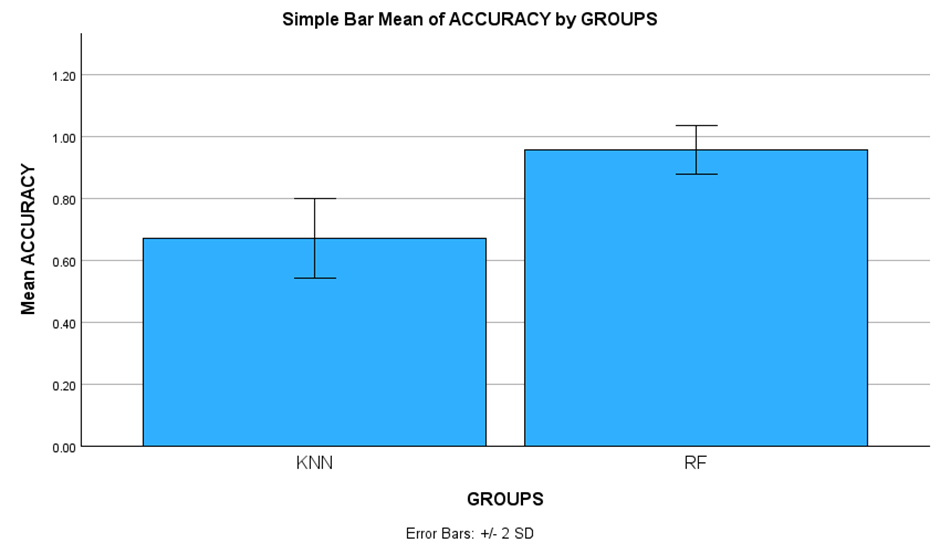 Simple Bar Mean of ACCURACY by GROUPS
Mean ACCURACY
1.20
1.00
0.80
0.60
0.40
0.20
0.00
KNN RF
GROUPS
Error Bars: +/- 2 SD